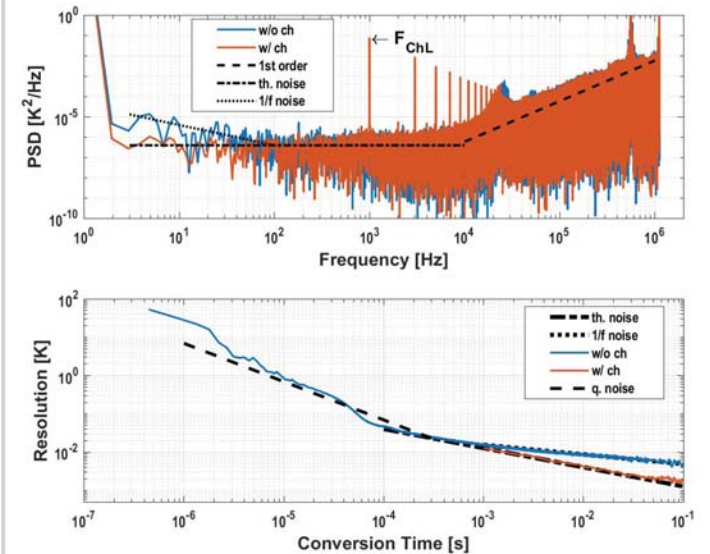 10^0
10^-5
10^-10
PSD [K^2/Hz]
w/o ch
w/ ch
1st order
th. noise
1/f noise
← F_ChL
10^0 10^1 10^2 10^3 10^4 10^5 10^6
Frequency [Hz]
10^2
10^0
10^-2
Resolution [K]
th. noise
1/f noise
w/o ch
w/ ch
q. noise
10^-7 10^-6 10^-5 10^-4 10^-3 10^-2 10^-1
Conversion Time [s]